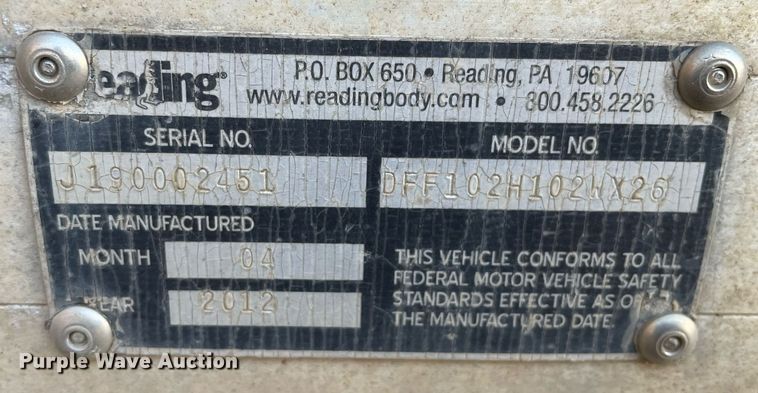 Reading®
P.O. BOX 650 • Reading, PA 19607
www.readingbody.com • 800.458.2226
SERIAL NO.
MODEL NO.
J190002451
DFF102H102WX26
DATE MANUFACTURED
MONTH 04
YEAR 2012
THIS VEHICLE CONFORMS TO ALL
FEDERAL MOTOR VEHICLE SAFETY
STANDARDS EFFECTIVE AS OF
THE MANUFACTURED DATE.
Purple Wave Auction